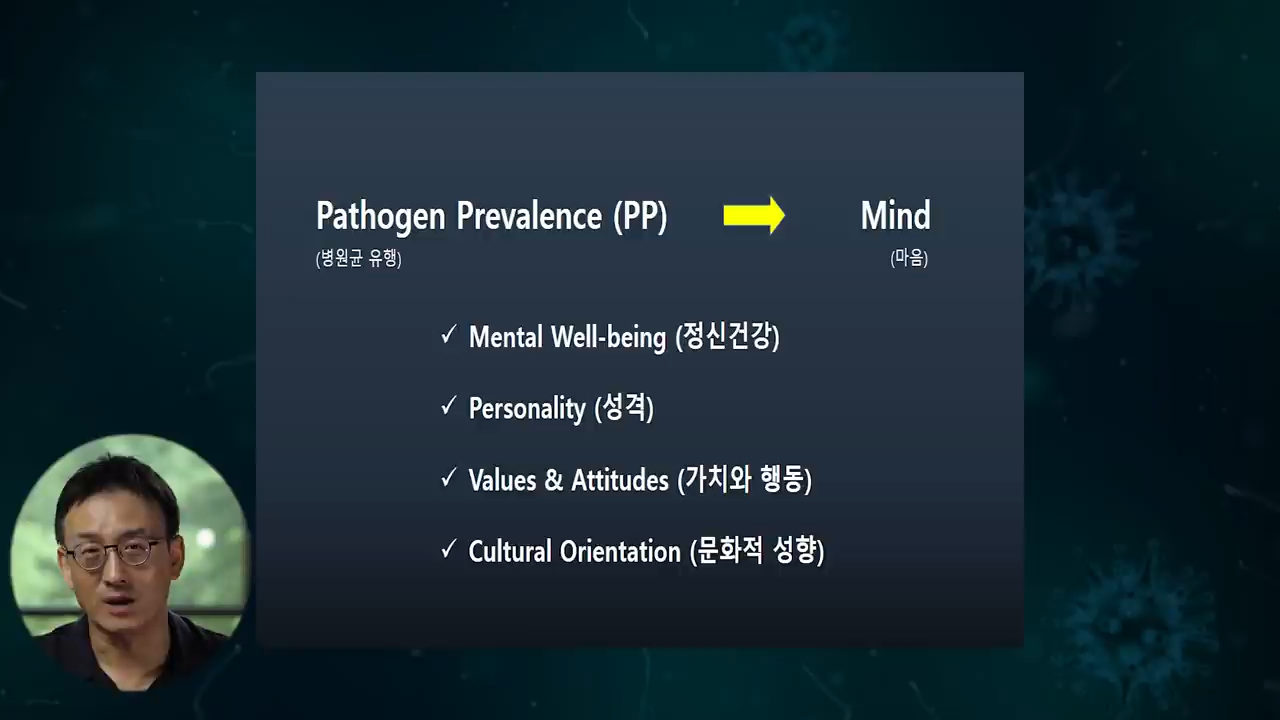 Pathogen Prevalence (PP) Mind
(병원균 유행) (마음)
✓ Mental Well-being (정신건강)
✓ Personality (성격)
✓ Values & Attitudes (가치와 행동)
✓ Cultural Orientation (문화적 성향)